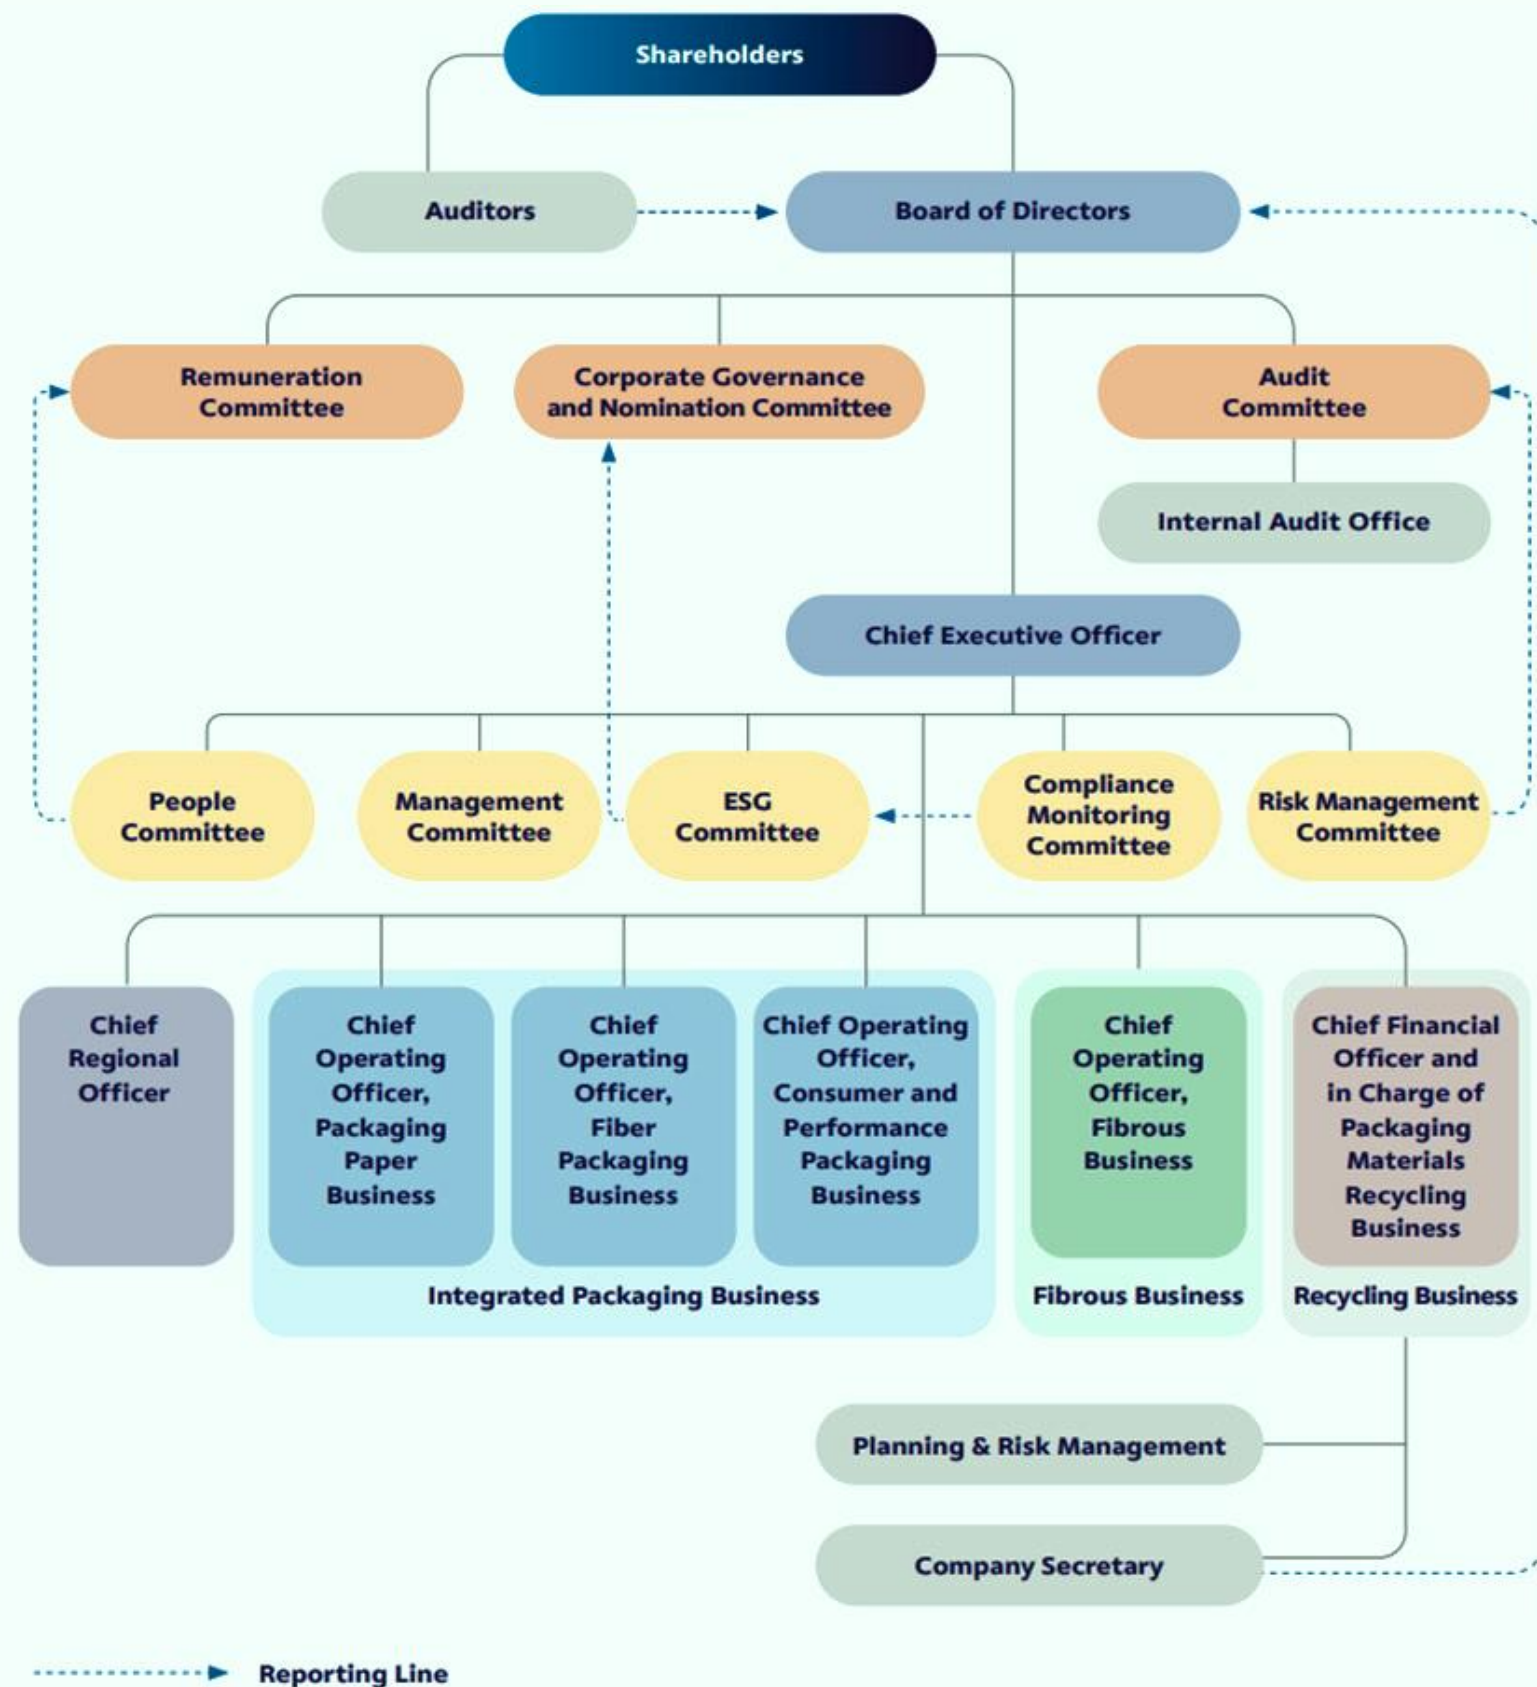 Shareholders
Auditors
Board of Directors
Remuneration
Committee
Corporate Governance
and Nomination Committee
Audit
Committee
Internal Audit Office
Chief Executive Officer
People
Committee
Management
Committee
ESG
Committee
Compliance
Monitoring
Committee
Risk Management
Committee
Chief
Regional
Officer
Chief
Operating
Officer,
Packaging
Paper
Business
Chief
Operating
Officer,
Fiber
Packaging
Business
Chief Operating
Officer,
Consumer and
Performance
Packaging
Business
Integrated Packaging Business
Chief
Operating
Officer,
Fibrous
Business
Fibrous Business
Chief Financial
Officer and
in Charge of
Packaging
Materials
Recycling
Business
Recycling Business
Planning & Risk Management
Company Secretary
Reporting Line